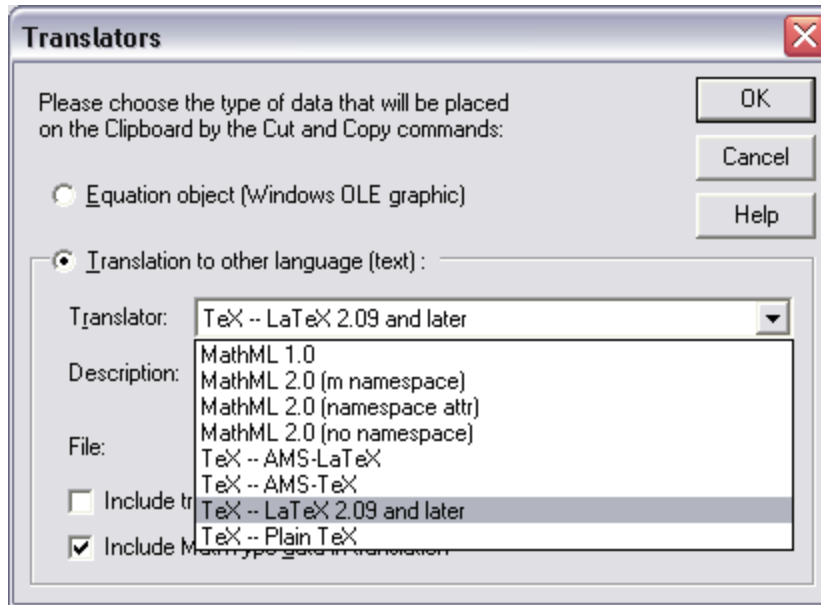 Translators
Please choose the type of data that will be placed
on the Clipboard by the Cut and Copy commands:
OK
Cancel
Help
Equation object (Windows OLE graphic)
Translation to other language (text) :
Translator: TeX -- LaTeX 2.09 and later
MathML 1.0
Description:
MathML 2.0 (m namespace)
MathML 2.0 (namespace attr)
MathML 2.0 (no namespace)
File:
TeX -- AMS-LaTeX
TeX -- AMS-TeX
Include
TeX -- LaTeX 2.09 and later
TeX -- Plain TeX
Include